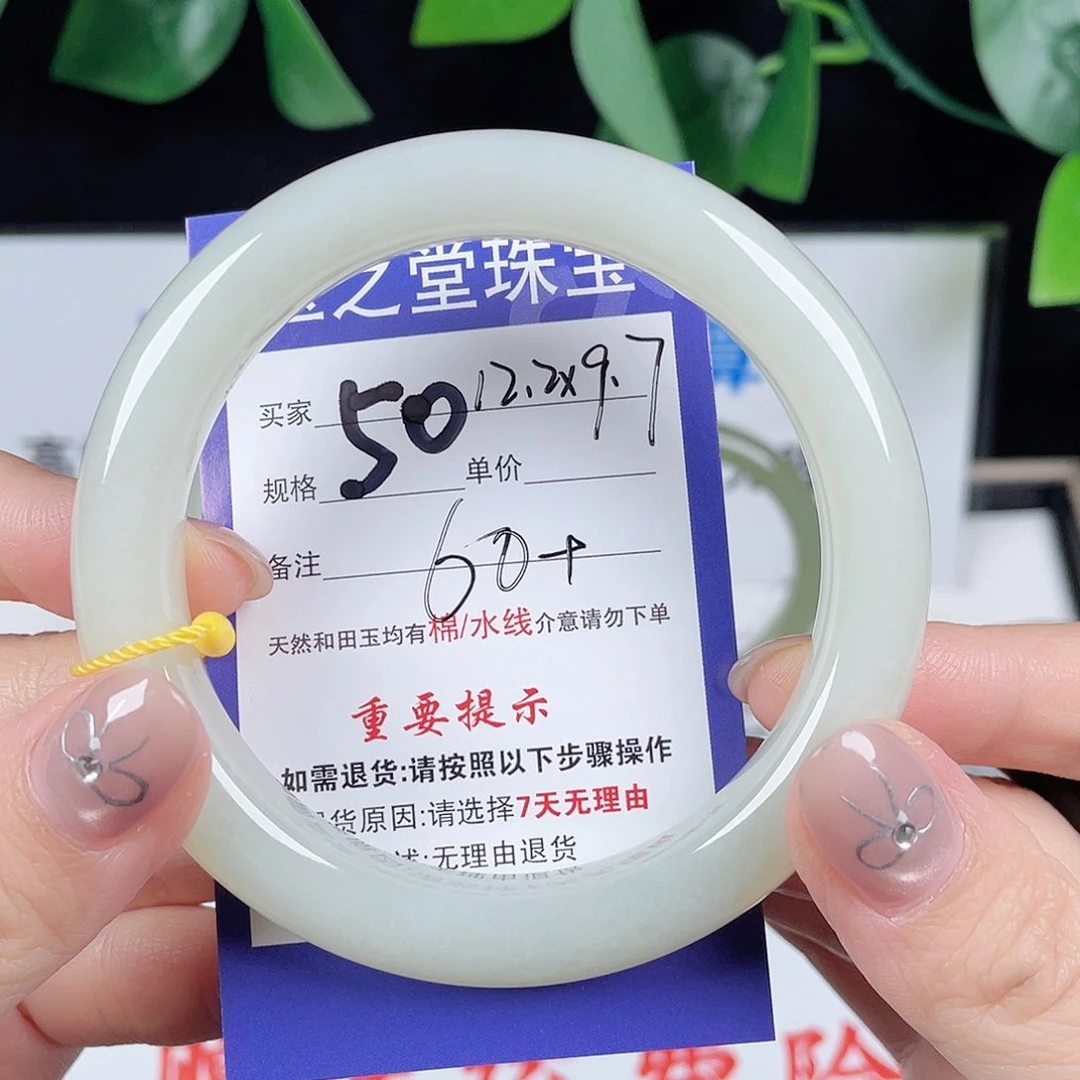 之堂珠宝
买家 50 12.2x9.7
规格 单价
备注 60+
天然和田玉均有棉/水线介意请勿下单
重要提示
如需退货:请按照以下步骤操作
货原因:请选择7天无理由
述:无理由退货